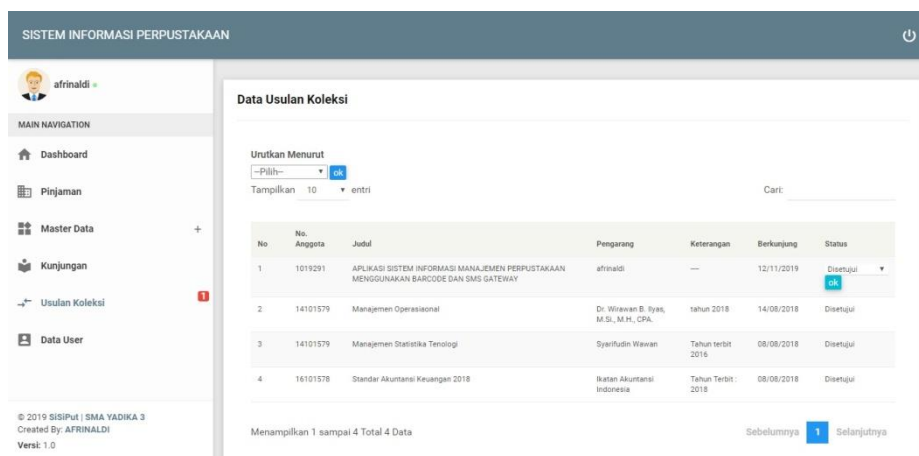 SISTEM INFORMASI PERPUSTAKAAN
afrinaldi
MAIN NAVIGATION
Dashboard
Pinjaman
Master Data +
Kunjungan
Usulan Koleksi 1
Data User
© 2019 SiSiPut | SMA YADIKA 3
Created By: AFRINALDI
Versi: 1.0
Data Usulan Koleksi
Urutkan Menurut
--Pilih-- ok
Tampilkan 10 entri Cari:
No No. Anggota Judul Pengarang Keterangan Berkunjung Status
1 1019291 APLIKASI SISTEM INFORMASI MANAJEMEN PERPUSTAKAAN afrinaldi --- 12/11/2019 Disetujui
MENGGUNAKAN BARCODE DAN SMS GATEWAY ok
2 14101579 Manajemen Operasiaonal Dr. Wirawan B. Ilyas, tahun 2018 14/08/2018 Disetujui
M.Si., M.H., CPA.
3 14101579 Manajemen Statistika Tenologi Syarifudin Wawan Tahun terbit 08/08/2018 Disetujui
2016
4 16101578 Standar Akuntansi Keuangan 2018 Ikatan Akuntansi Tahun Terbit : 08/08/2018 Disetujui
Indonesia 2018
Menampilkan 1 sampai 4 Total 4 Data Sebelumnya 1 Selanjutnya